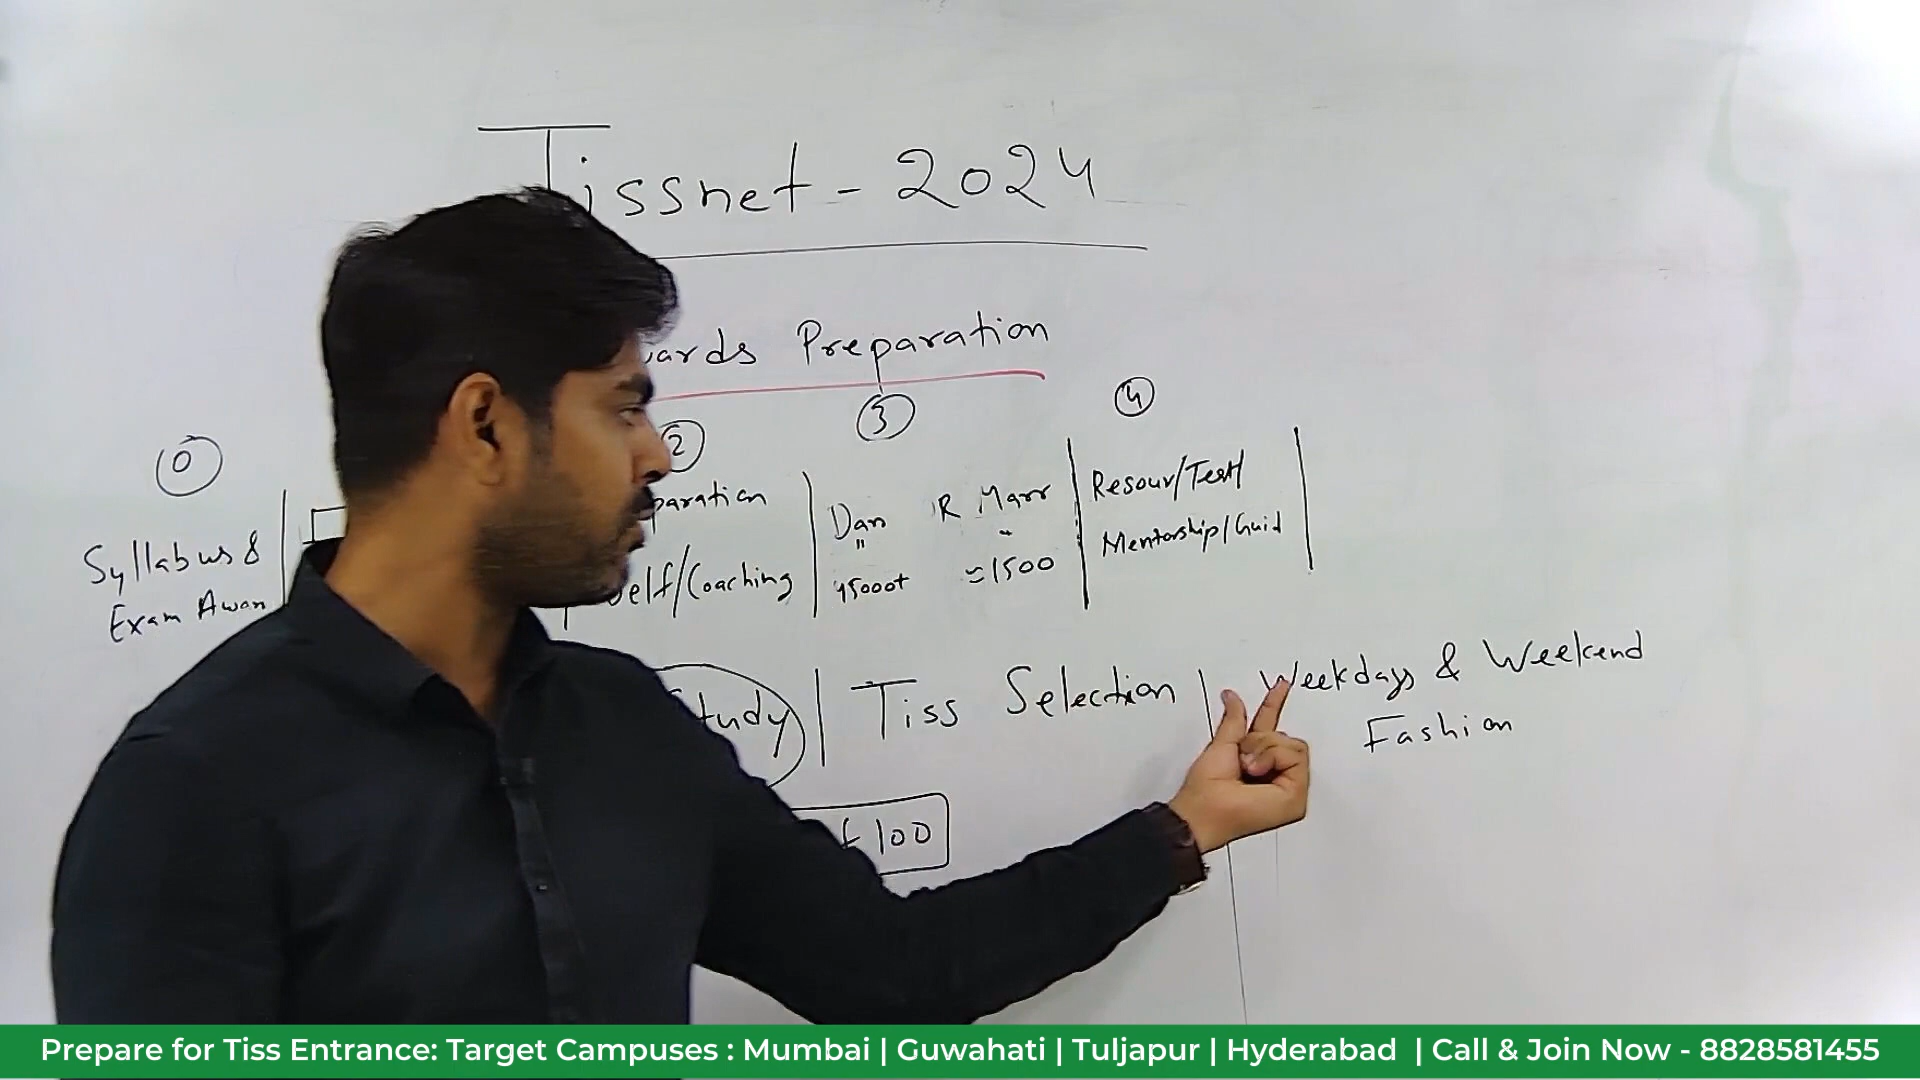 Tissnet - 2024
wards Preparation
0
2
3
4
Syllabus &
Exam Awar
paration
Self/Coaching
Dan
45000+
R Marr
≈1500
Resour/Test/
Mentorship/Guid
Study
Tiss Selection
Weekdays & Weekend
Fashion
100
Prepare for Tiss Entrance: Target Campuses : Mumbai | Guwahati | Tuljapur | Hyderabad | Call & Join Now - 8828581455